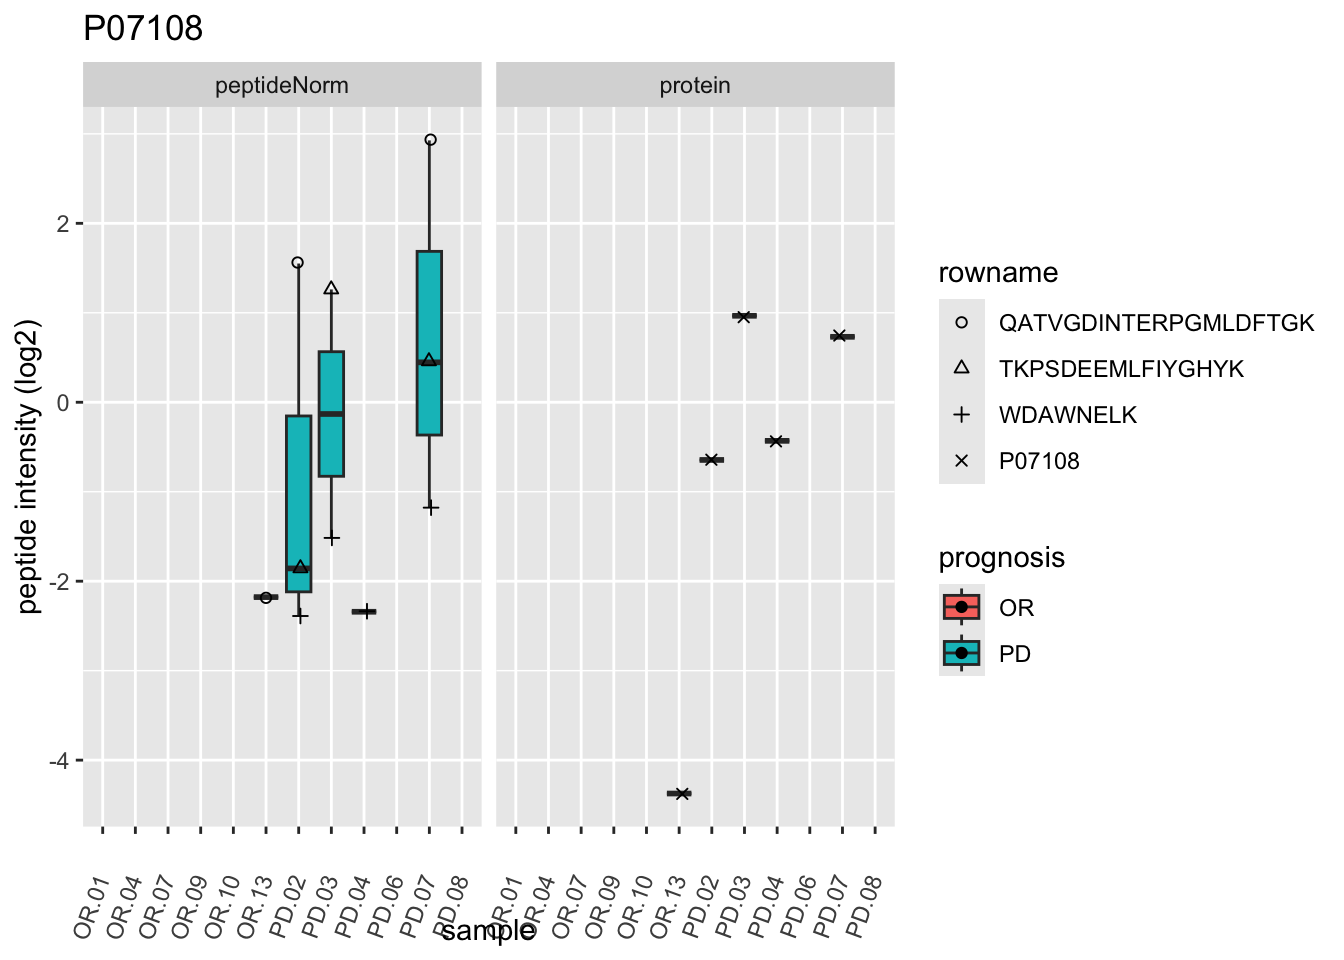 P07108
peptideNorm
protein
peptide intensity (log2)
2
0
-2
-4
OR.01
OR.04
OR.07
OR.09
OR.10
OR.13
PD.02
PD.03
PD.04
PD.06
PD.07
PD.08
OR.01
OR.04
OR.07
OR.09
OR.10
OR.13
PD.02
PD.03
PD.04
PD.06
PD.07
PD.08
sample
rowname
QATVGDINTERPGMLDFTGK
TKPSDEEMLFIYGHYK
WDAWNELK
P07108
prognosis
OR
PD